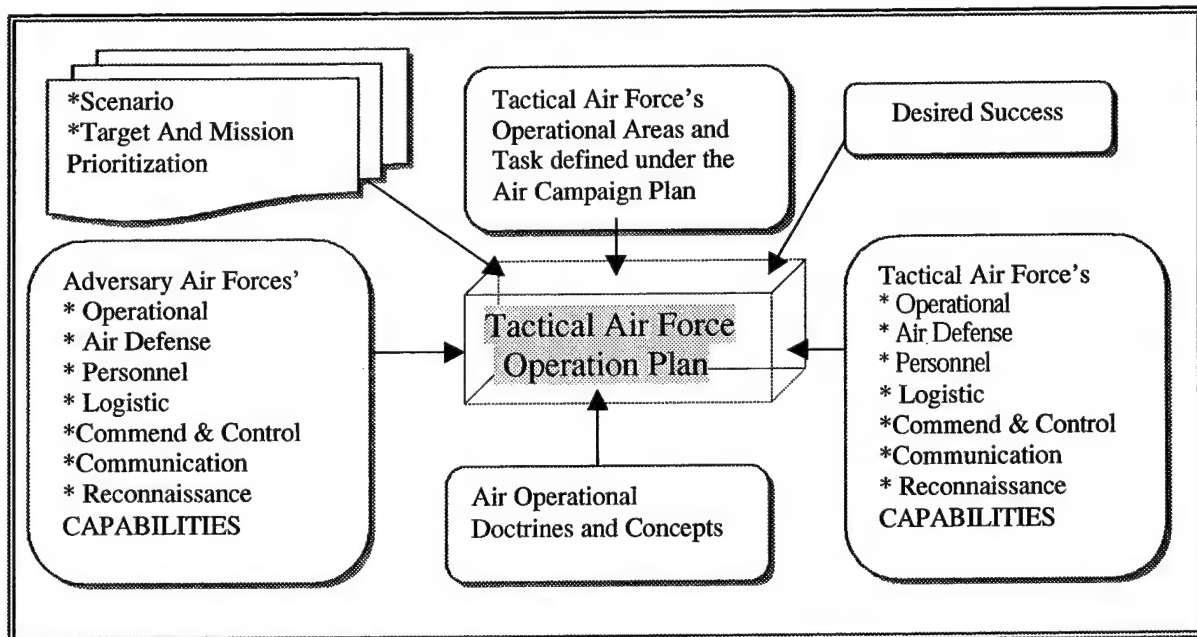 *Scenario
*Target And Mission
Prioritization
Tactical Air Force's
Operational Areas and
Task defined under the
Air Campaign Plan
Desired Success
Adversary Air Forces'
* Operational
* Air Defense
* Personnel
* Logistic
*Commend & Control
*Communication
* Reconnaissance
CAPABILITIES
Tactical Air Force
Operation Plan
Tactical Air Force's
* Operational
* Air Defense
* Personnel
* Logistic
*Commend & Control
*Communication
* Reconnaissance
CAPABILITIES
Air Operational
Doctrines and Concepts